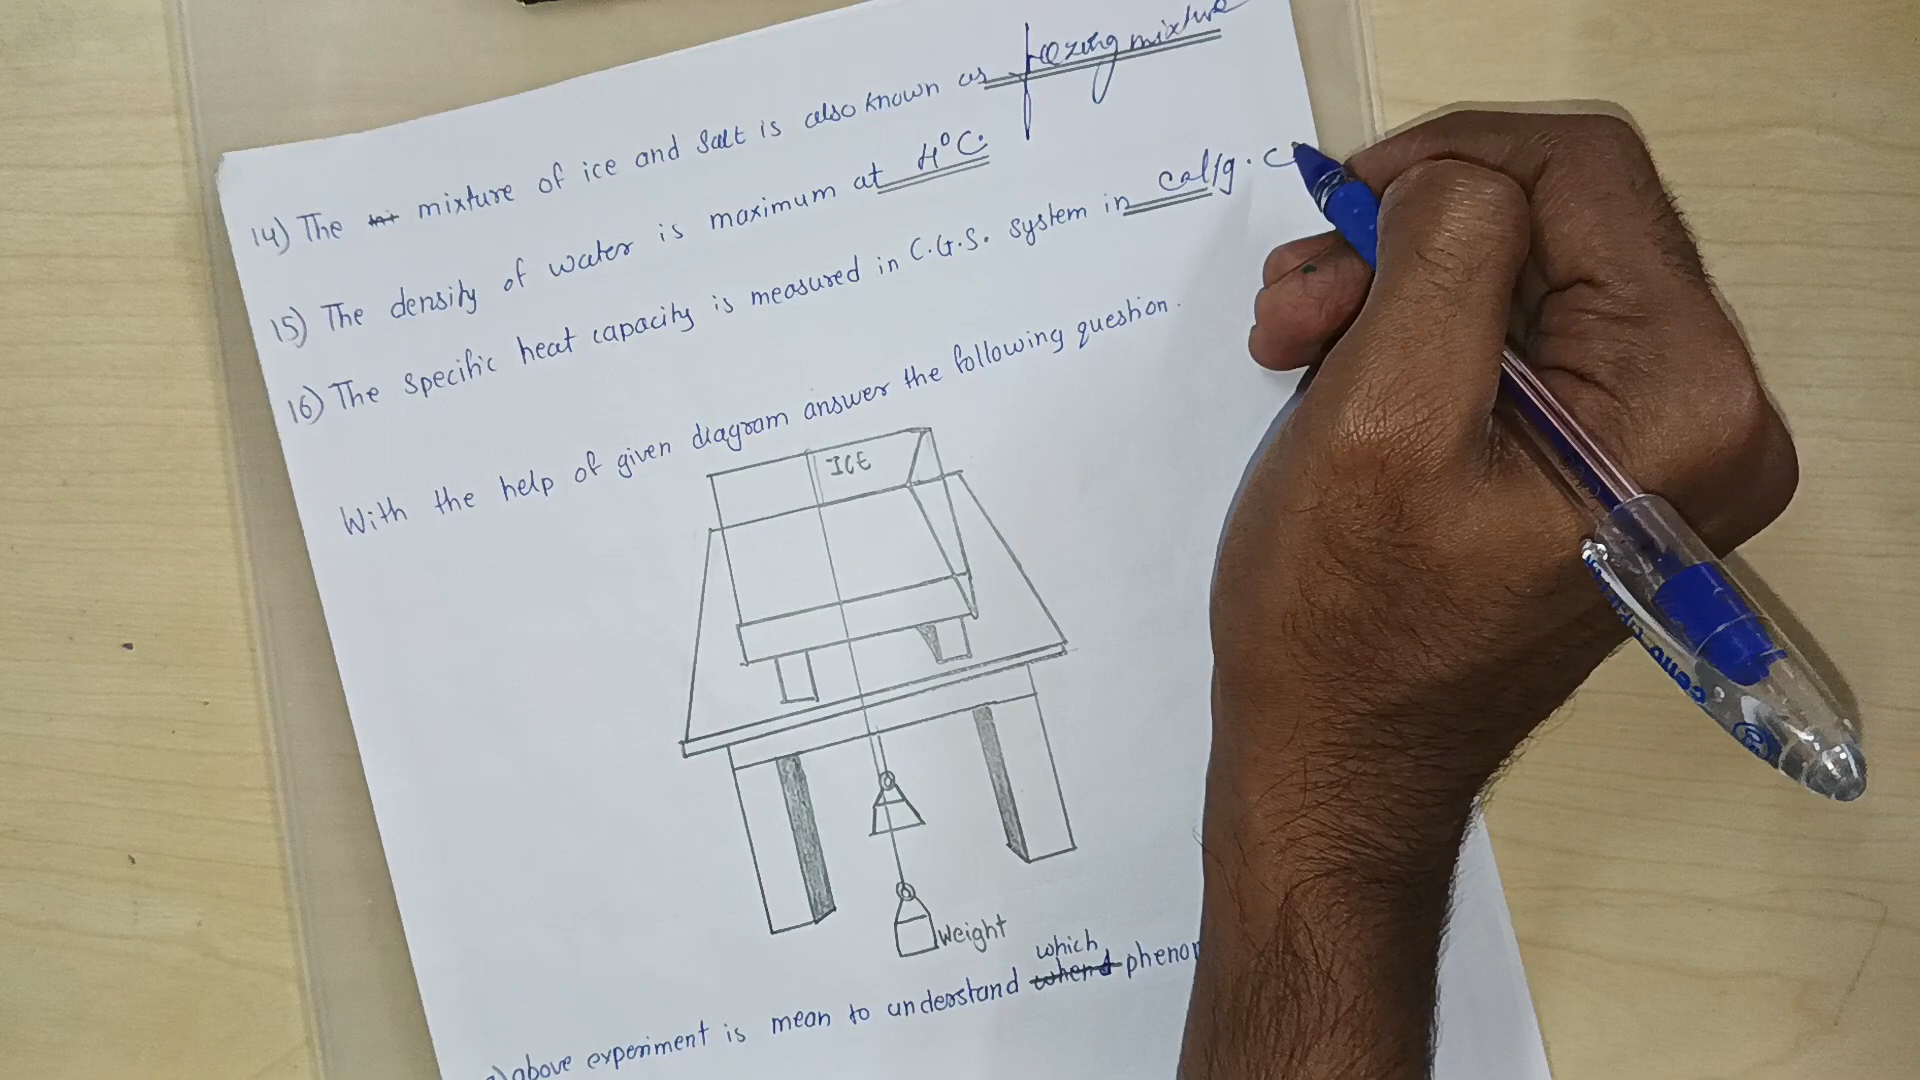 14) The mixture of ice and Salt is also known as freezing mixture
15) The density of water is maximum at 4°C.
16) The specific heat capacity is measured in C.G.S. system in cal/g.c
With the help of given diagram answer the following question.
ICE
Weight
which
above experiment is mean to understand phenom